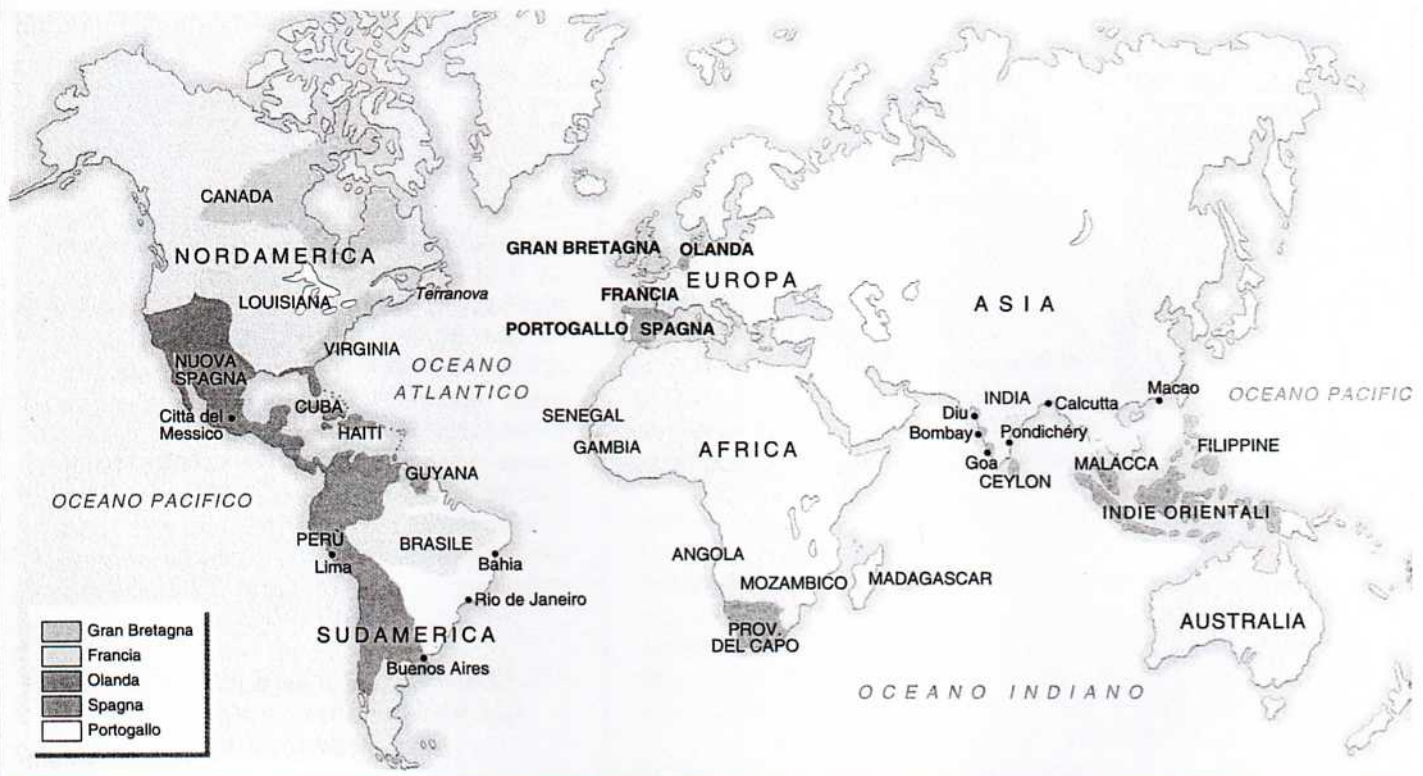 CANADA
NORDAMERICA
LOUISIANA
Terranova
VIRGINIA
NUOVA
SPAGNA
Città del
Messico
CUBA
HAITI
GUYANA
OCEANO
ATLANTICO
OCEANO PACIFICO
PERÙ
Lima
BRASILE
Bahia
Rio de Janeiro
SUDAMERICA
Buenos Aires
GRAN BRETAGNA
OLANDA
EUROPA
FRANCIA
PORTOGALLO
SPAGNA
ASIA
SENEGAL
GAMBIA
AFRICA
ANGOLA
MOZAMBICO
MADAGASCAR
PROV.
DEL CAPO
INDIA
Diu
Calcutta
Bombay
Pondichéry
Goa
CEYLON
Macao
OCEANO PACIFIC
FILIPPINE
MALACCA
INDIE ORIENTALI
AUSTRALIA
OCEANO INDIANO
Gran Bretagna
Francia
Olanda
Spagna
Portogallo